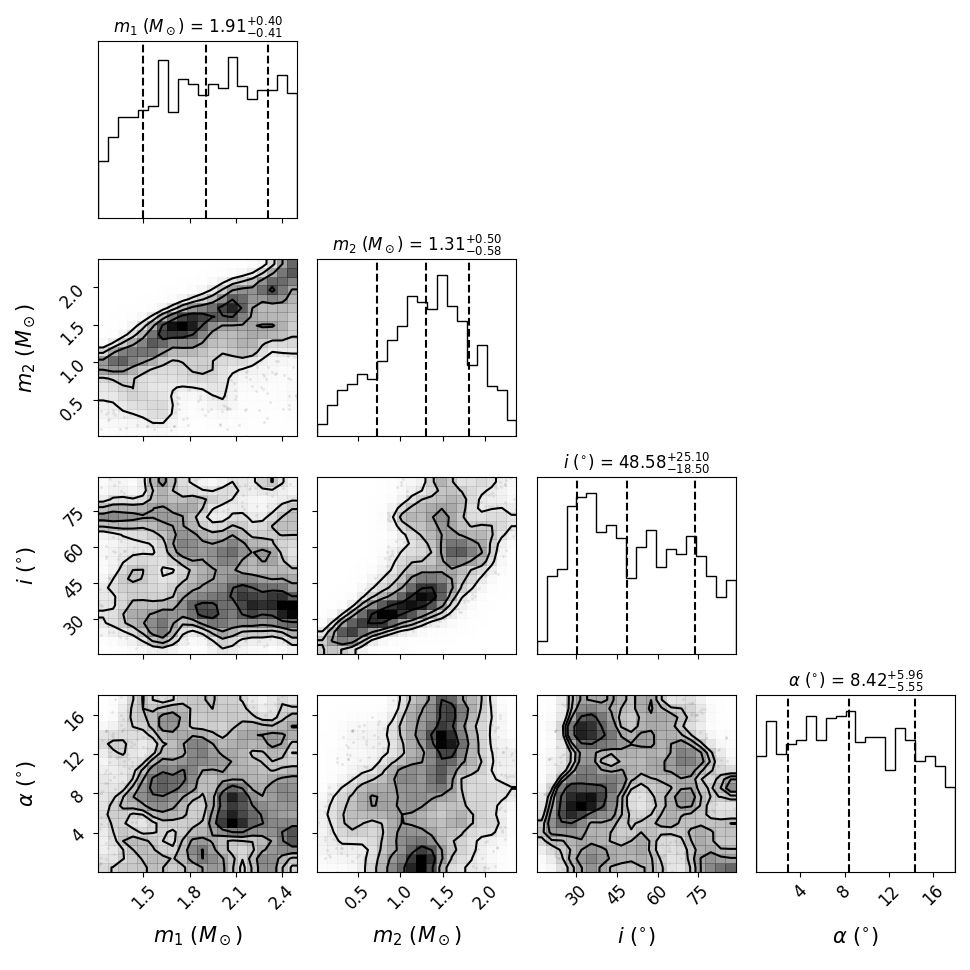 m₁ (M⊙) = 1.91 +0.40 −0.41
m₂ (M⊙) = 1.31 +0.50 −0.58
2.0
1.5
1.0
0.5
m₂ (M⊙)
i (°) = 48.58 +25.10 −18.50
75
60
45
30
i (°)
α (°) = 8.42 +5.96 −5.55
16
12
8
4
α (°)
1.5 1.8 2.1 2.4
0.5 1.0 1.5 2.0
30 45 60 75
4 8 12 16
m₁ (M⊙)
m₂ (M⊙)
i (°)
α (°)